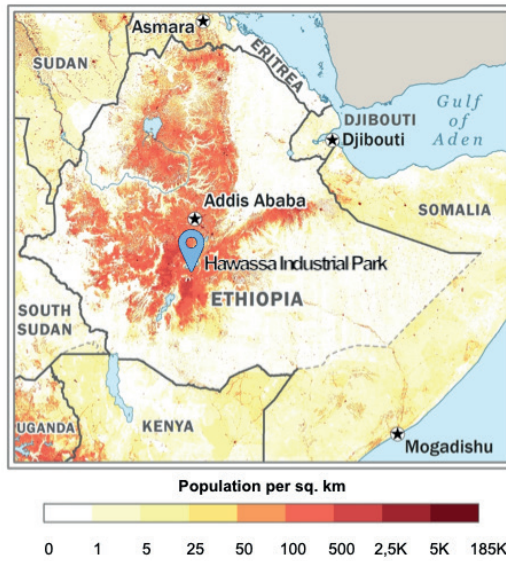 Asmara
SUDAN
ERITREA
DJIBOUTI
Djibouti
Gulf
of
Aden
Addis Ababa
SOMALIA
Hawassa Industrial Park
ETHIOPIA
SOUTH
SUDAN
UGANDA
KENYA
Mogadishu
Population per sq. km
0 1 5 25 50 100 500 2,5K 5K 185K